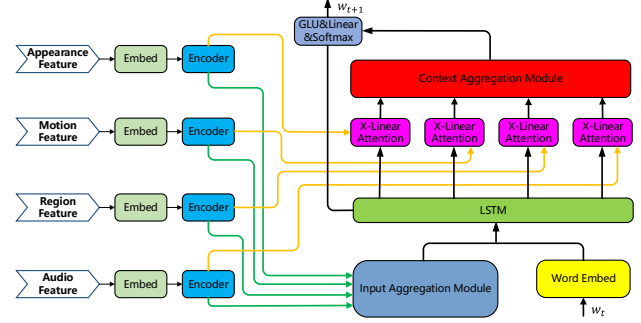 w_{t+1}
GLU&Linear
&Softmax
Appearance
Feature
Embed
Encoder
Context Aggregation Module
Motion
Feature
Embed
Encoder
X-Linear
Attention
X-Linear
Attention
X-Linear
Attention
X-Linear
Attention
Region
Feature
Embed
Encoder
LSTM
Audio
Feature
Embed
Encoder
Input Aggregation Module
Word Embed
w_t